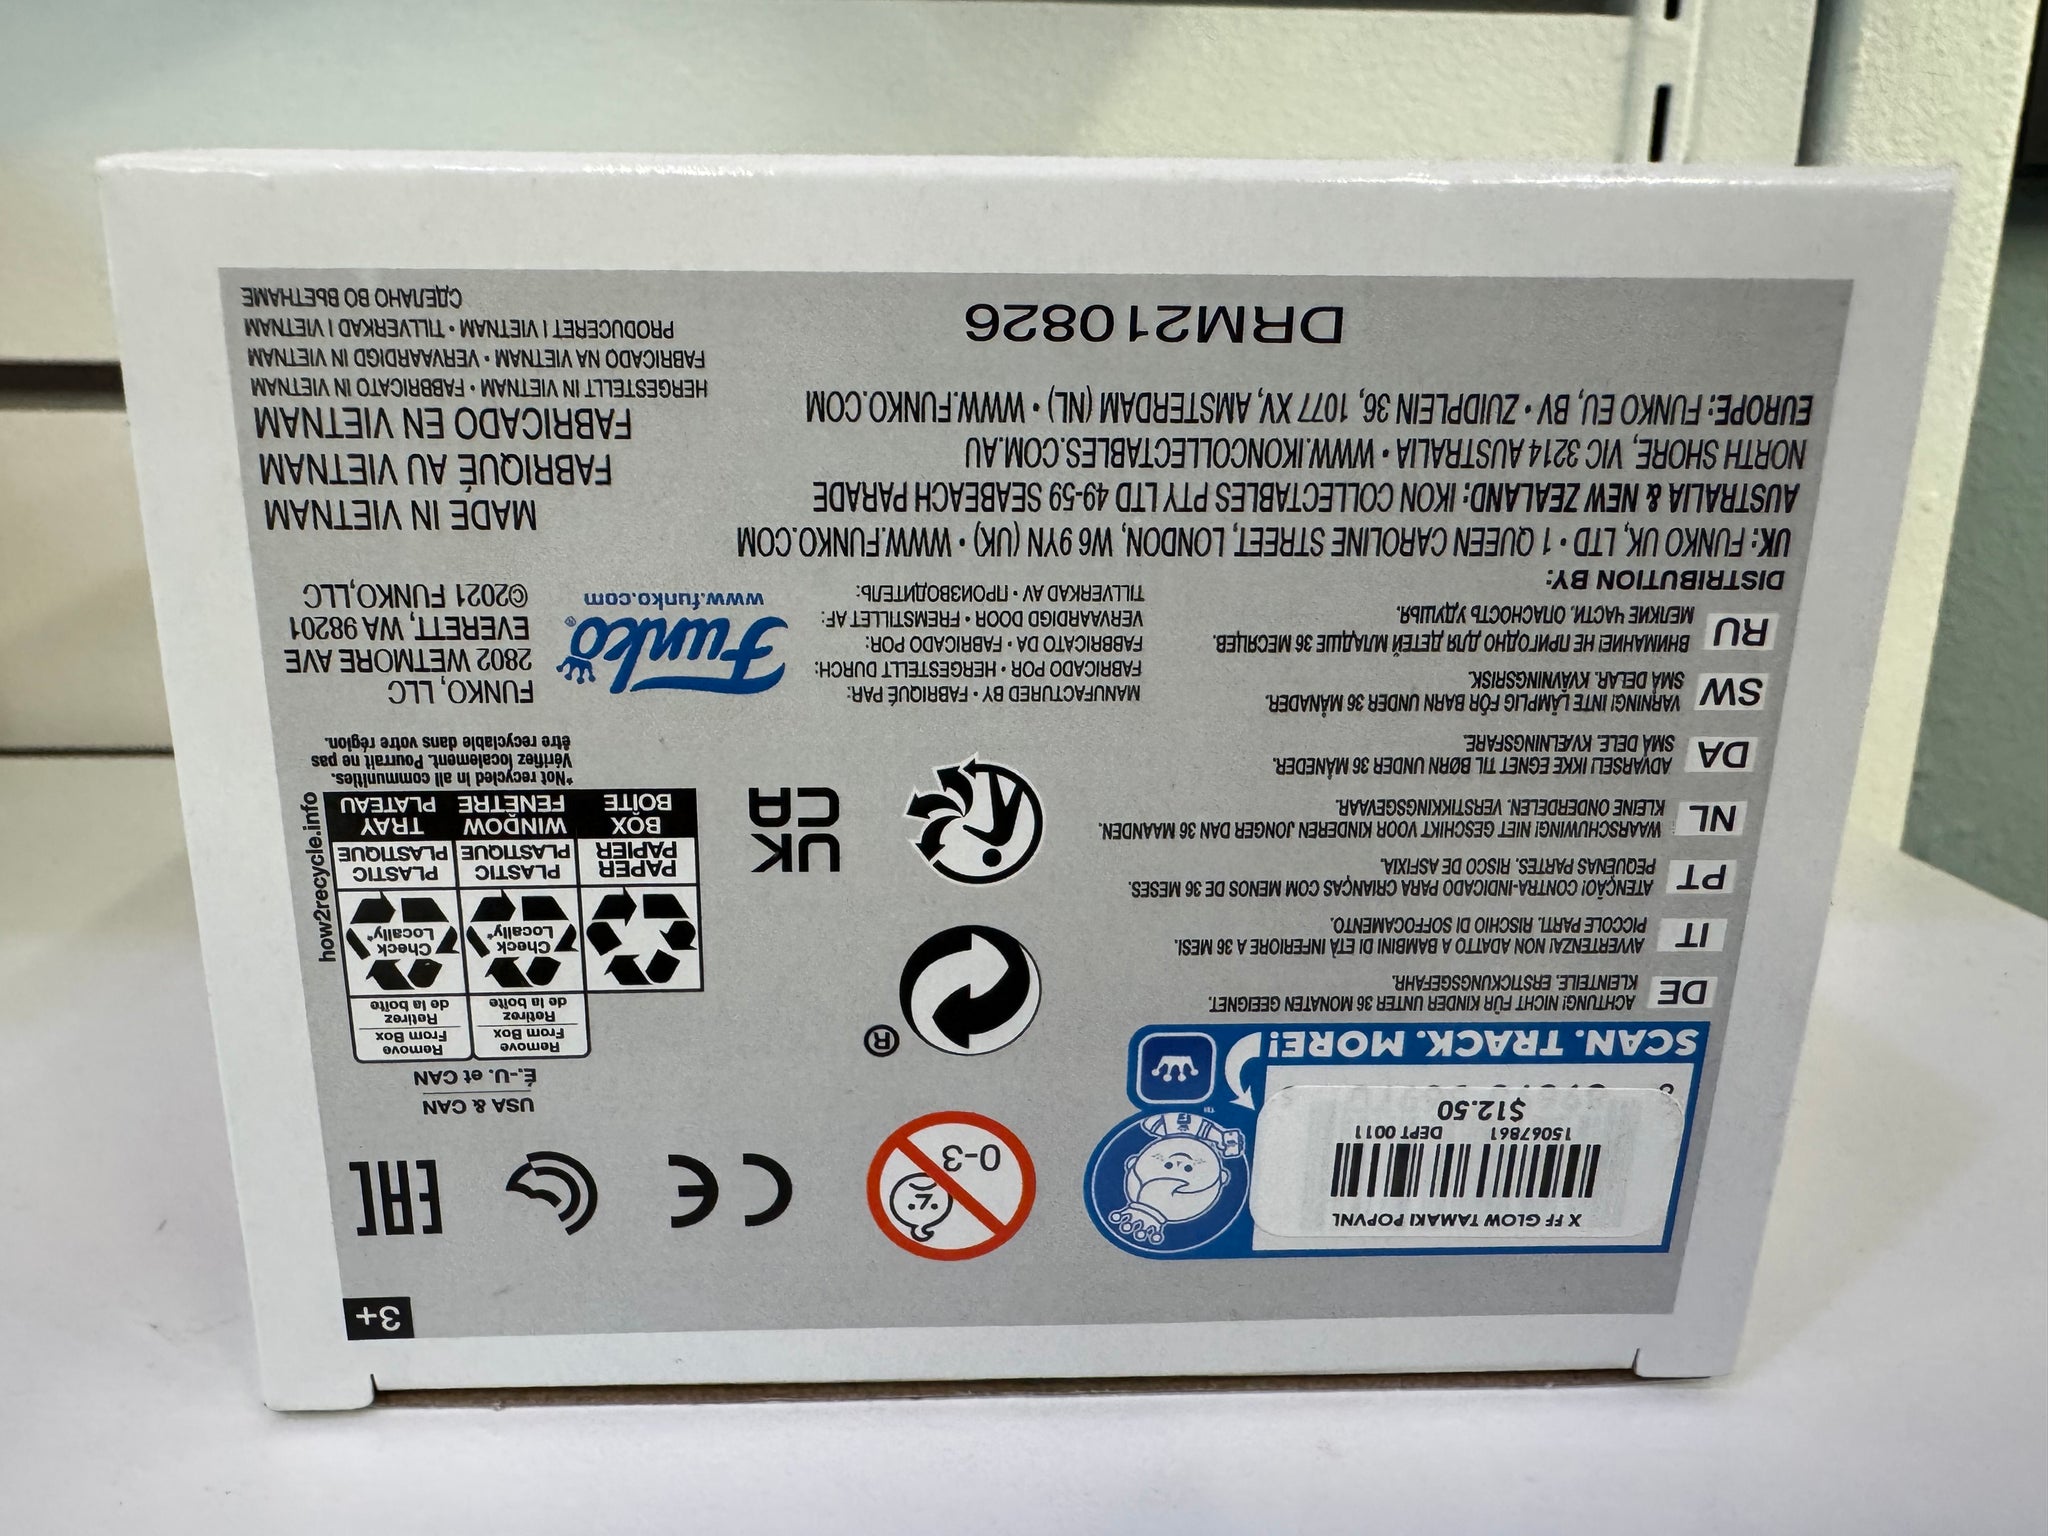 X FF GLOW TAMAKI POPVNL
15067861 DEPT 0011
$12.50
SCAN. TRACK. MORE!
TM
DE
ACHTUNG! NICHT FÜR KINDER UNTER 36 MONATEN GEEIGNET.
KLEINTEILE. ERSTICKUNGSGEFAHR.
IT
AVVERTENZA! NON ADATTO A BAMBINI DI ETÀ INFERIORE A 36 MESI.
PICCOLE PARTI. RISCHIO DI SOFFOCAMENTO.
PT
ATENÇÃO! CONTRA-INDICADO PARA CRIANÇAS COM MENOS DE 36 MESES.
PEQUENAS PARTES. RISCO DE ASFIXIA.
NL
WAARSCHUWING! NIET GESCHIKT VOOR KINDEREN JONGER DAN 36 MAANDEN.
KLEINE ONDERDELEN. VERSTIKKINGSGEVAAR.
DA
ADVARSEL! IKKE EGNET TIL BØRN UNDER 36 MÅNEDER.
SMÅ DELE. KVÆLNINGSFARE.
SW
VARNING! INTE LÄMPLIG FÖR BARN UNDER 36 MÅNADER.
SMÅ DELAR. KVÄVNINGSRISK.
RU
ВНИМАНИЕ! НЕ ПРИГОДНО ДЛЯ ДЕТЕЙ МЛАДШЕ 36 МЕСЯЦЕВ.
МЕЛКИЕ ЧАСТИ. ОПАСНОСТЬ УДУШЬЯ.
DISTRIBUTION BY:
UK: FUNKO UK, LTD • 1 QUEEN CAROLINE STREET, LONDON, W6 9YN (UK) • WWW.FUNKO.COM
AUSTRALIA & NEW ZEALAND: IKON COLLECTABLES PTY LTD 49-59 SEABEACH PARADE
NORTH SHORE, VIC 3214 AUSTRALIA • WWW.IKONCOLLECTABLES.COM.AU
EUROPE: FUNKO EU, BV • ZUIDPLEIN 36, 1077 XV, AMSTERDAM (NL) • WWW.FUNKO.COM
DRM210826
3+
0-3
CE
EAC
®
UK
CA
USA & CAN
É.-U. et CAN
Remove
From Box
Retirez
de la boîte
Remove
From Box
Retirez
de la boîte
Check
Locally*
Check
Locally*
PAPER
PAPIER
PLASTIC
PLASTIQUE
PLASTIC
PLASTIQUE
BOX
BOÎTE
WINDOW
FENÊTRE
TRAY
PLATEAU
how2recycle.info
*Not recycled in all communities.
Vérifiez localement. Pourrait ne pas
être recyclable dans votre région.
MANUFACTURED BY • FABRIQUÉ PAR:
FABRICADO POR • HERGESTELLT DURCH:
FABBRICATO DA • FABRICADO POR:
VERVAARDIGD DOOR • FREMSTILLET AF:
TILLVERKAD AV • ПРОИЗВОДИТЕЛЬ:
Funko®
www.funko.com
FUNKO, LLC
2802 WETMORE AVE
EVERETT, WA 98201
©2021 FUNKO,LLC
MADE IN VIETNAM
FABRIQUÉ AU VIETNAM
FABRICADO EN VIETNAM
HERGESTELLT IN VIETNAM • FABBRICATO IN VIETNAM
FABRICADO NA VIETNAM • VERVAARDIGD IN VIETNAM
PRODUCERET I VIETNAM • TILLVERKAD I VIETNAM
СДЕЛАНО ВО ВЬЕТНАМЕ